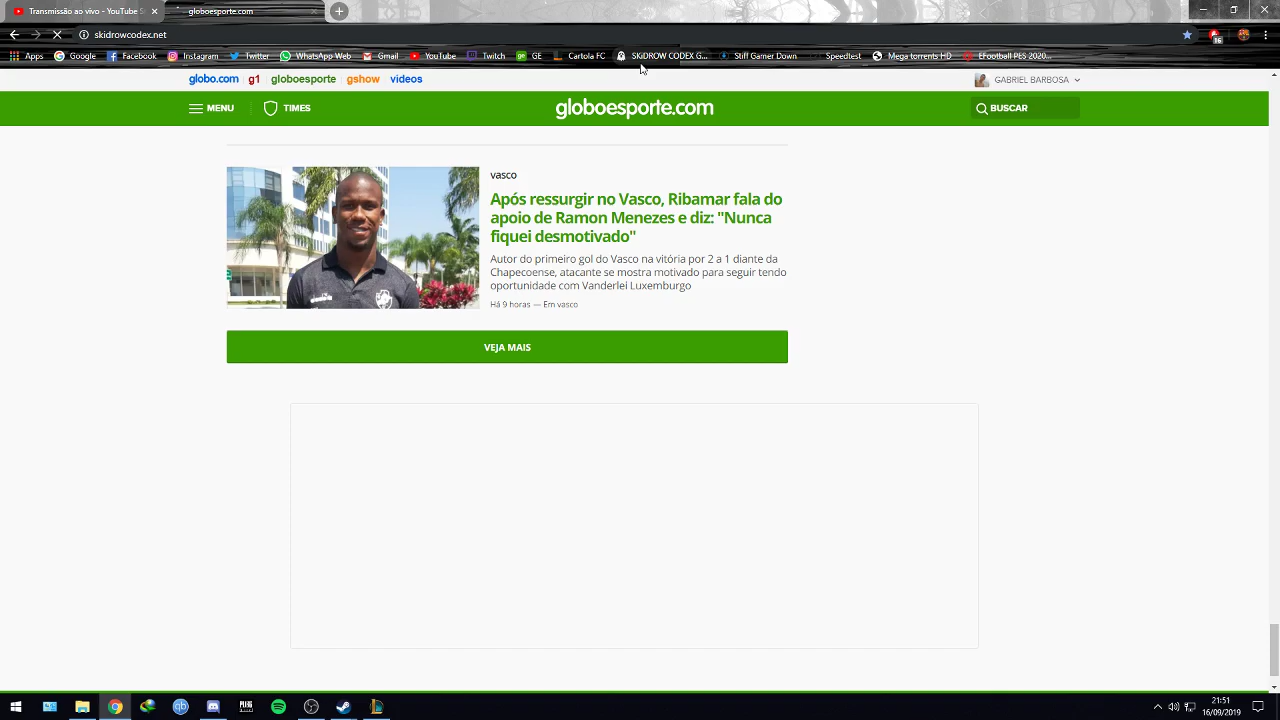 Transmissão ao vivo - YouTube S
globoesporte.com
skidrowcodex.net
16
Apps Google Facebook Instagram Twitter WhatsApp Web Gmail YouTube Twitch GE Cartola FC SKiDROW CODEX G... Stiff Gamer Down Speedtest Mega torrents HD EFootball PES 2020...
globo.com g1 globoesporte gshow videos GABRIEL BARBOSA
MENU TIMES globoesporte.com BUSCAR
vasco
Após ressurgir no Vasco, Ribamar fala do
apoio de Ramon Menezes e diz: "Nunca
fiquei desmotivado"
Autor do primeiro gol do Vasco na vitória por 2 a 1 diante da
Chapecoense, atacante se mostra motivado para seguir tendo
oportunidade com Vanderlei Luxemburgo
Há 9 horas — Em vasco
VEJA MAIS
21:51
16/09/2019